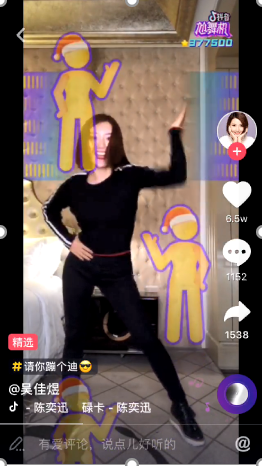 抖音
尬舞机
★377500
6.5w
1152
1538
精选
#请你蹦个迪😎
@吴佳煜
- 陈奕迅 碌卡 - 陈奕迅
有爱评论、说点儿好听的
@